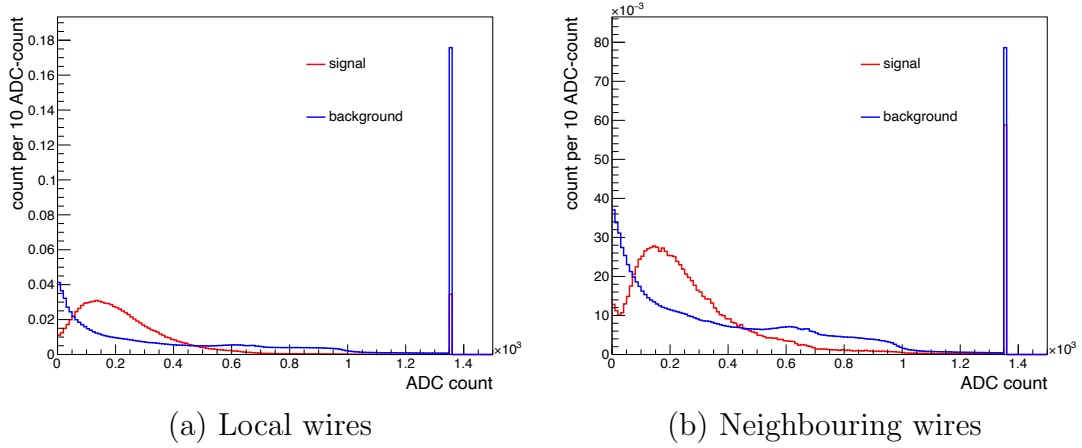 count per 10 ADC-count
0.18
0.16
0.14
0.12
0.1
0.08
0.06
0.04
0.02
0
signal
background
0 0.2 0.4 0.6 0.8 1 1.2 1.4
×10³
ADC count
(a) Local wires
×10⁻³
count per 10 ADC-count
80
70
60
50
40
30
20
10
0
signal
background
0 0.2 0.4 0.6 0.8 1 1.2 1.4
×10³
ADC count
(b) Neighbouring wires